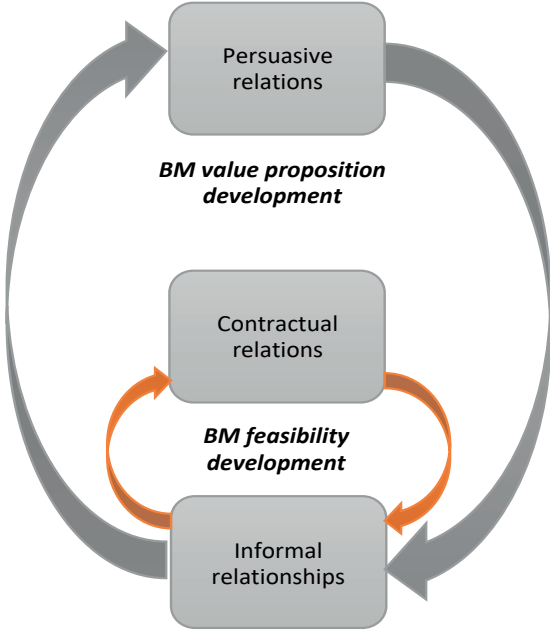 Persuasive
relations
BM value proposition
development
Contractual
relations
BM feasibility
development
Informal
relationships